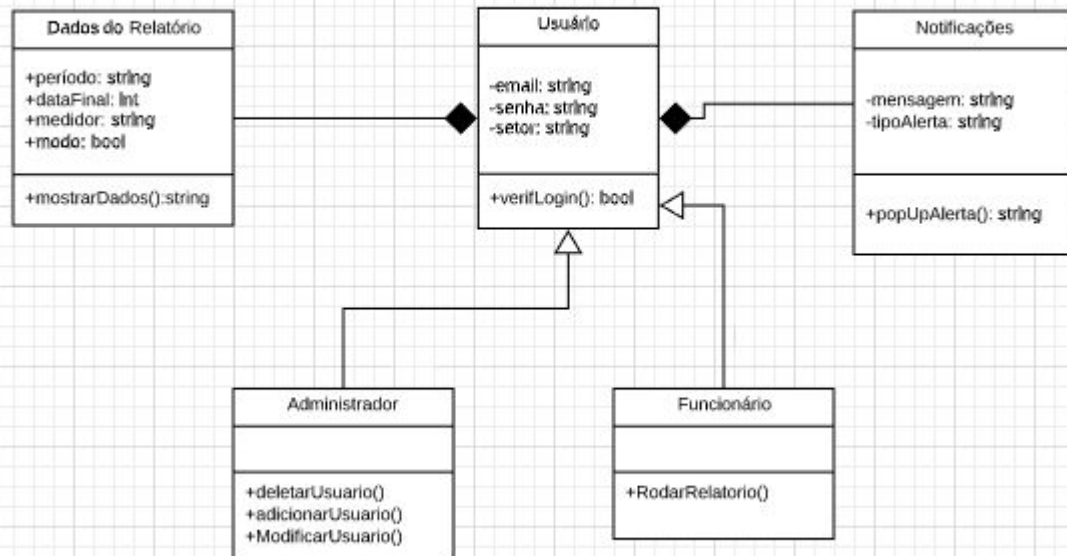 Dados do Relatório
+período: string
+dataFinal: int
+medidor: string
+modo: bool
+mostrarDados():string
Usuário
-email: string
-senha: string
-setor: string
+verifLogin(): bool
Notificações
-mensagem: string
-tipoAlerta: string
+popUpAlerta(): string
Administrador
+deletarUsuario()
+adicionarUsuario()
+ModificarUsuario()
Funcionário
+RodarRelatorio()